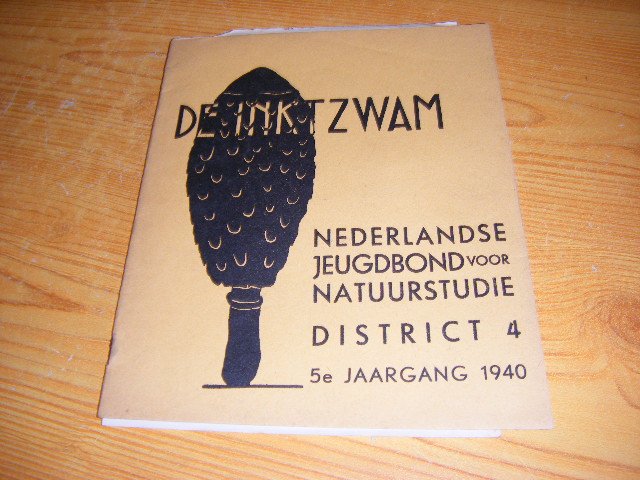 DE INKTZWAM
NEDERLANDSE
JEUGDBOND VOOR
NATUURSTUDIE
DISTRICT 4
5e JAARGANG 1940